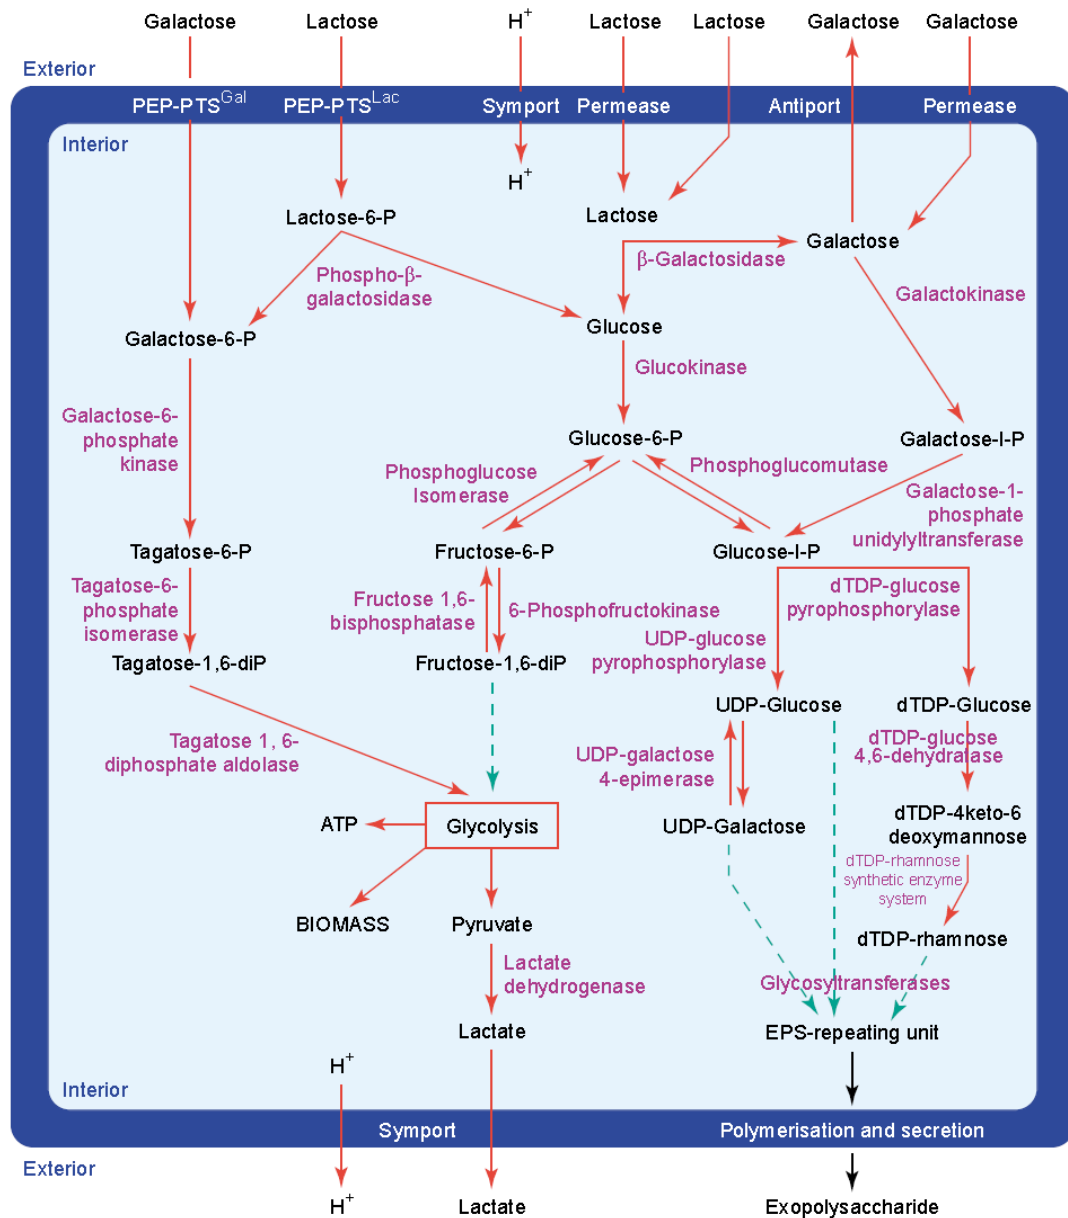 Galactose Lactose H+ Lactose Lactose Galactose Galactose
Exterior
PEP-PTSGal PEP-PTSLac Symport Permease Antiport Permease
Interior
H+
Lactose-6-P Lactose
Galactose
β-Galactosidase
Phospho-β-
galactosidase
Galactokinase
Galactose-6-P
Glucose
Glucokinase
Galactose-6-
phosphate
kinase
Glucose-6-P
Galactose-I-P
Phosphoglucose
Isomerase
Phosphoglucomutase
Galactose-1-
phosphate
unidylyltransferase
Tagatose-6-P Fructose-6-P Glucose-I-P
Tagatose-6-
phosphate
isomerase
Fructose 1,6-
bisphosphatase
6-Phosphofructokinase
dTDP-glucose
pyrophosphorylase
UDP-glucose
pyrophosphorylase
Tagatose-1,6-diP Fructose-1,6-diP
UDP-Glucose dTDP-Glucose
Tagatose 1, 6-
diphosphate aldolase
UDP-galactose
4-epimerase
dTDP-glucose
4,6-dehydratase
ATP Glycolysis UDP-Galactose
dTDP-4keto-6
deoxymannose
dTDP-rhamnose
synthetic enzyme
system
BIOMASS Pyruvate dTDP-rhamnose
Lactate
dehydrogenase
Glycosyltransferases
Lactate EPS-repeating unit
H+
Interior
Symport Polymerisation and secretion
Exterior
H+ Lactate Exopolysaccharide